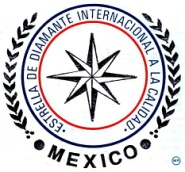 •ESTRELLA DE DIAMANTE INTERNACIONAL A LA CALIDAD•
MEXICO